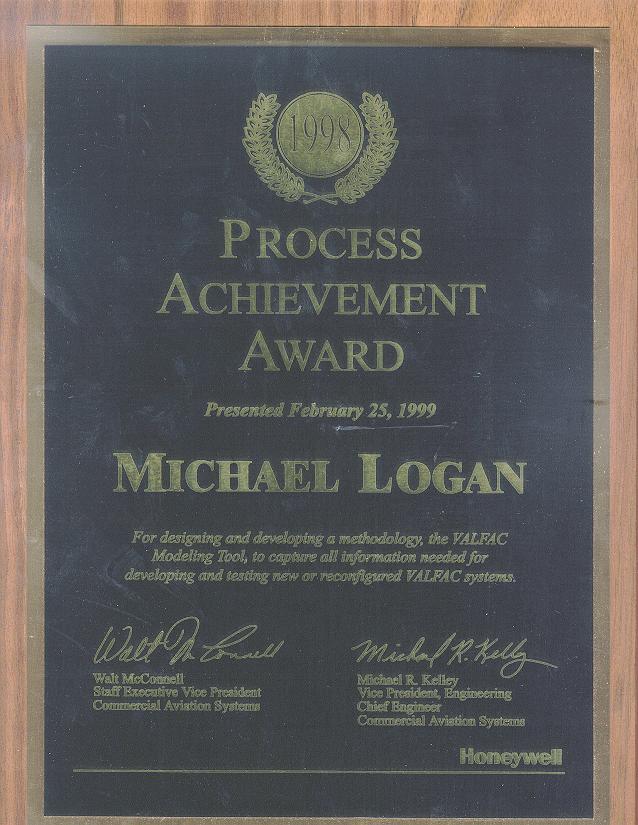 1998
PROCESS
ACHIEVEMENT
AWARD
Presented February 25, 1999
MICHAEL LOGAN
For designing and developing a methodology, the VALFAC
Modeling Tool, to capture all information needed for
developing and testing new or reconfigured VALFAC systems.
Walt McConnell
Michael R. Kelley
Walt McConnell
Staff Executive Vice President
Commercial Aviation Systems
Michael R. Kelley
Vice President, Engineering
Chief Engineer
Commercial Aviation Systems
Honeywell